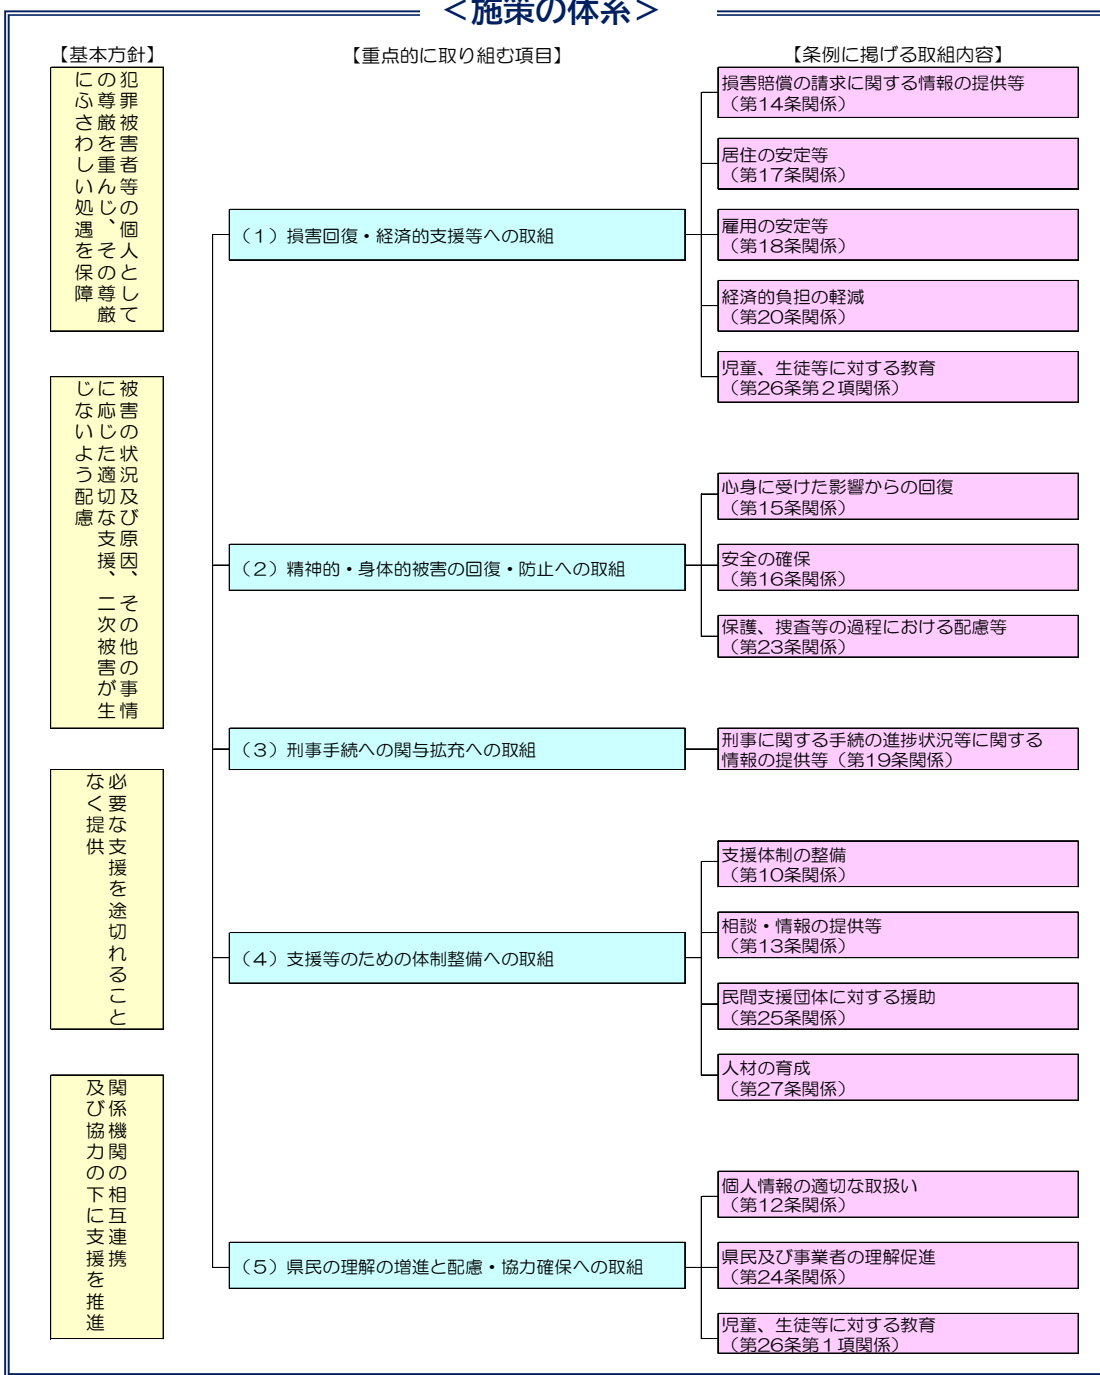 ＜施策の体系＞
【基本方針】
【重点的に取り組む項目】
【条例に掲げる取組内容】
犯罪被害者等の個人として
の尊厳を重んじ、その尊厳
にふさわしい処遇を保障
被害の状況及び原因、その他の事情
に応じた適切な支援、二次被害が生
じないよう配慮
必要な支援を途切れること
なく提供
関係機関の相互連携
及び協力の下に支援を推進
（1）損害回復・経済的支援等への取組
損害賠償の請求に関する情報の提供等
（第14条関係）
居住の安定等
（第17条関係）
雇用の安定等
（第18条関係）
経済的負担の軽減
（第20条関係）
児童、生徒等に対する教育
（第26条第２項関係）
（2）精神的・身体的被害の回復・防止への取組
心身に受けた影響からの回復
（第15条関係）
安全の確保
（第16条関係）
保護、捜査等の過程における配慮等
（第23条関係）
（3）刑事手続への関与拡充への取組
刑事に関する手続の進捗状況等に関する
情報の提供等（第19条関係）
（4）支援等のための体制整備への取組
支援体制の整備
（第10条関係）
相談・情報の提供等
（第13条関係）
民間支援団体に対する援助
（第25条関係）
人材の育成
（第27条関係）
（5）県民の理解の増進と配慮・協力確保への取組
個人情報の適切な取扱い
（第12条関係）
県民及び事業者の理解促進
（第24条関係）
児童、生徒等に対する教育
（第26条第１項関係）